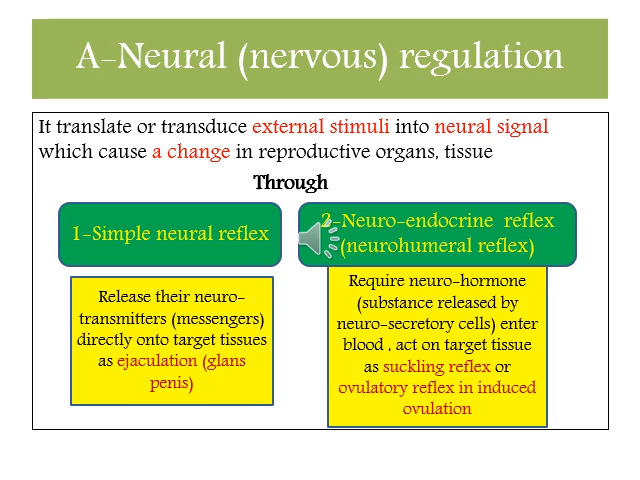 A-Neural (nervous) regulation
It translate or transduce external stimuli into neural signal
which cause a change in reproductive organs, tissue
Through
1-Simple neural reflex
2-Neuro-endocrine reflex
(neurohumeral reflex)
Release their neuro-
transmitters (messengers)
directly onto target tissues
as ejaculation (glans
penis)
Require neuro-hormone
(substance released by
neuro-secretory cells) enter
blood , act on target tissue
as suckling reflex or
ovulatory reflex in induced
ovulation